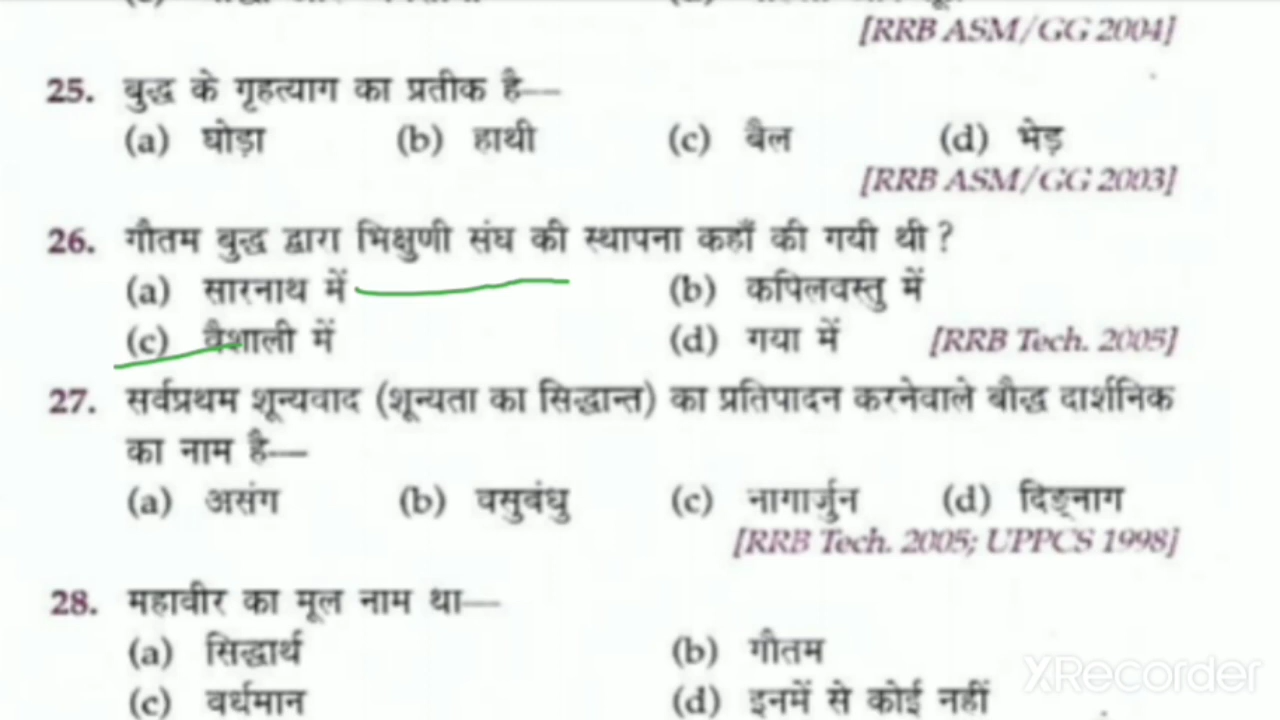 [RRB ASM/GG 2004]
25. बुद्ध के गृहत्याग का प्रतीक है—
(a) घोड़ा (b) हाथी (c) बैल (d) भेड़
[RRB ASM/GG 2003]
26. गौतम बुद्ध द्वारा भिक्षुणी संघ की स्थापना कहाँ की गयी थी ?
(a) सारनाथ में (b) कपिलवस्तु में
(c) वैशाली में (d) गया में [RRB Tech. 2005]
27. सर्वप्रथम शून्यवाद (शून्यता का सिद्धान्त) का प्रतिपादन करनेवाले बौद्ध दार्शनिक
का नाम है—
(a) असंग (b) वसुबंधु (c) नागार्जुन (d) दिङ्नाग
[RRB Tech. 2005; UPPCS 1998]
28. महावीर का मूल नाम था—
(a) सिद्धार्थ (b) गौतम
(c) वर्धमान (d) इनमें से कोई नहीं
XRecorder